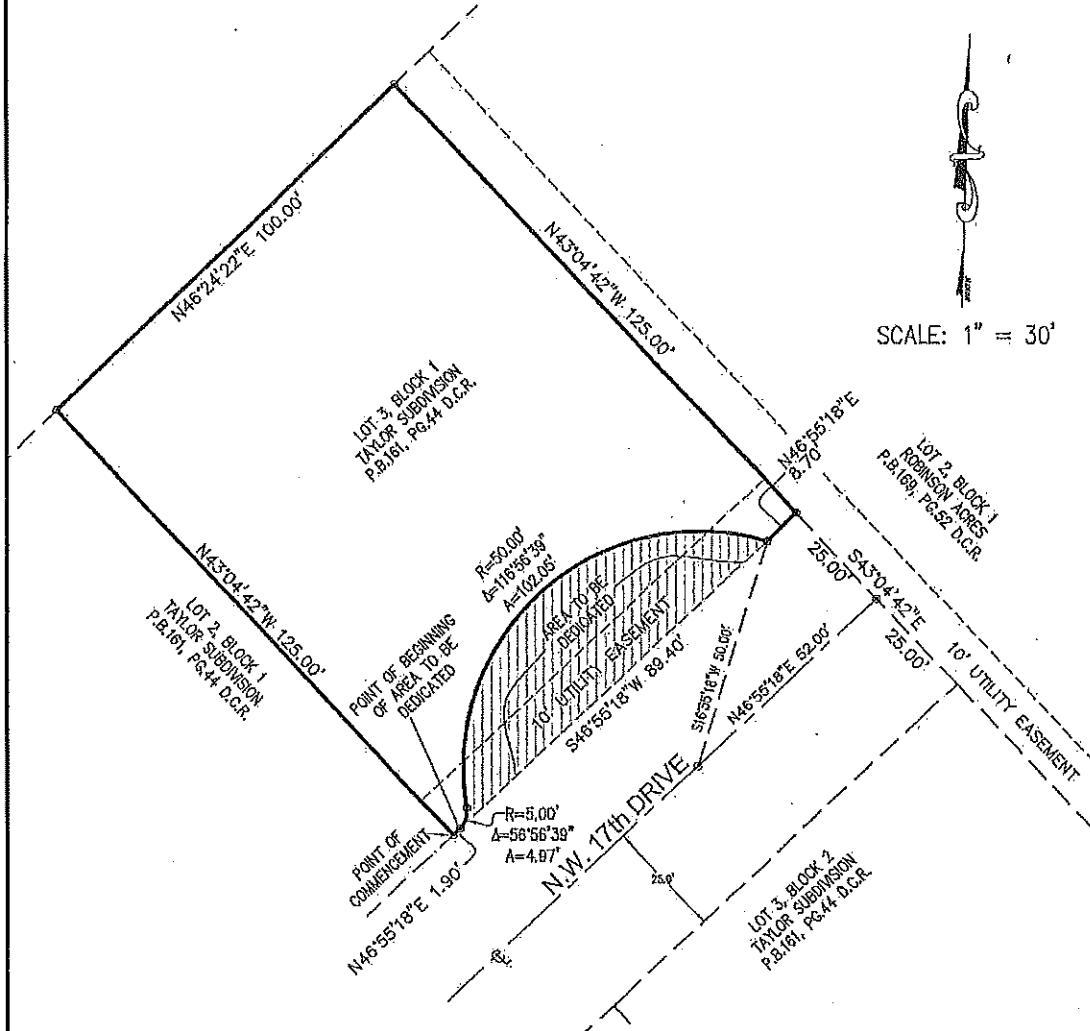 SCALE: 1" = 30'
N46°24'22"E 100.00'
N43°04'42"W 125.00'
LOT 3, BLOCK 1
TAYLOR SUBDIVISION
P.B.161, PG.44 D.C.R.
N46°55'18"E
8.70'
LOT 2, BLOCK 1
ROBINSON ACRES
P.B.169, PG.52 D.C.R.
N43°04'42"W 125.00'
LOT 2, BLOCK 1
TAYLOR SUBDIVISION
P.B.161, PG.44 D.C.R.
R=50.00'
Δ=116°56'39"
A=102.05'
AREA TO BE
DEDICATED
10' UTILITY EASEMENT
S46°55'18"W 89.40'
25.00'
S43°04'42"E
25.00'
10' UTILITY EASEMENT
POINT OF BEGINNING
OF AREA TO BE
DEDICATED
S16°35'16"W 50.00'
N46°55'18"E 52.00'
R=5.00'
Δ=56°56'39"
A=4.97'
POINT OF
COMMENCEMENT
N46°55'18"E 1.90'
N.W. 17th DRIVE
25.0'
LOT 3, BLOCK 2
TAYLOR SUBDIVISION
P.B.161, PG.44 D.C.R.